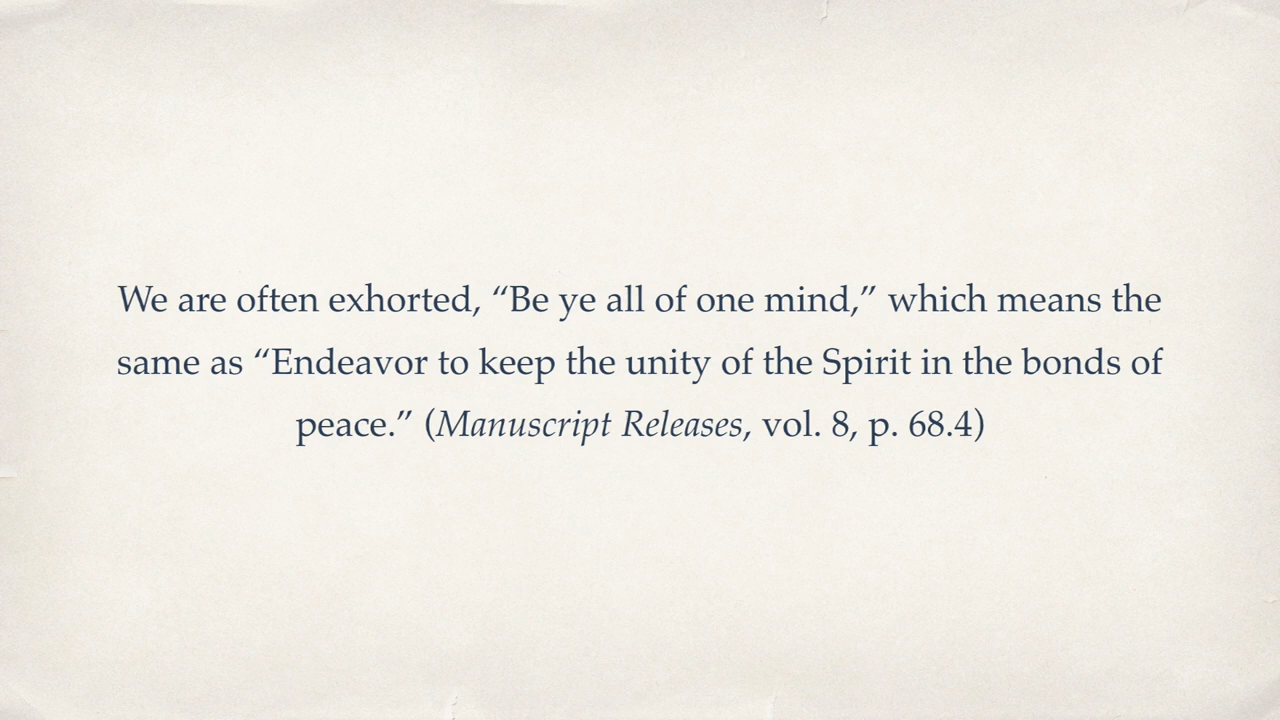 We are often exhorted, “Be ye all of one mind,” which means the
same as “Endeavor to keep the unity of the Spirit in the bonds of
peace.” (Manuscript Releases, vol. 8, p. 68.4)